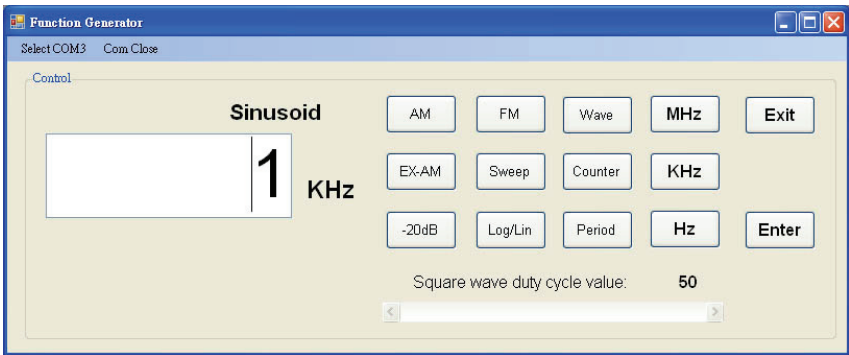 Function Generator
Select COM3 Com Close
Control
Sinusoid
1
KHz
AM FM Wave MHz Exit
EX-AM Sweep Counter KHz
-20dB Log/Lin Period Hz Enter
Square wave duty cycle value: 50